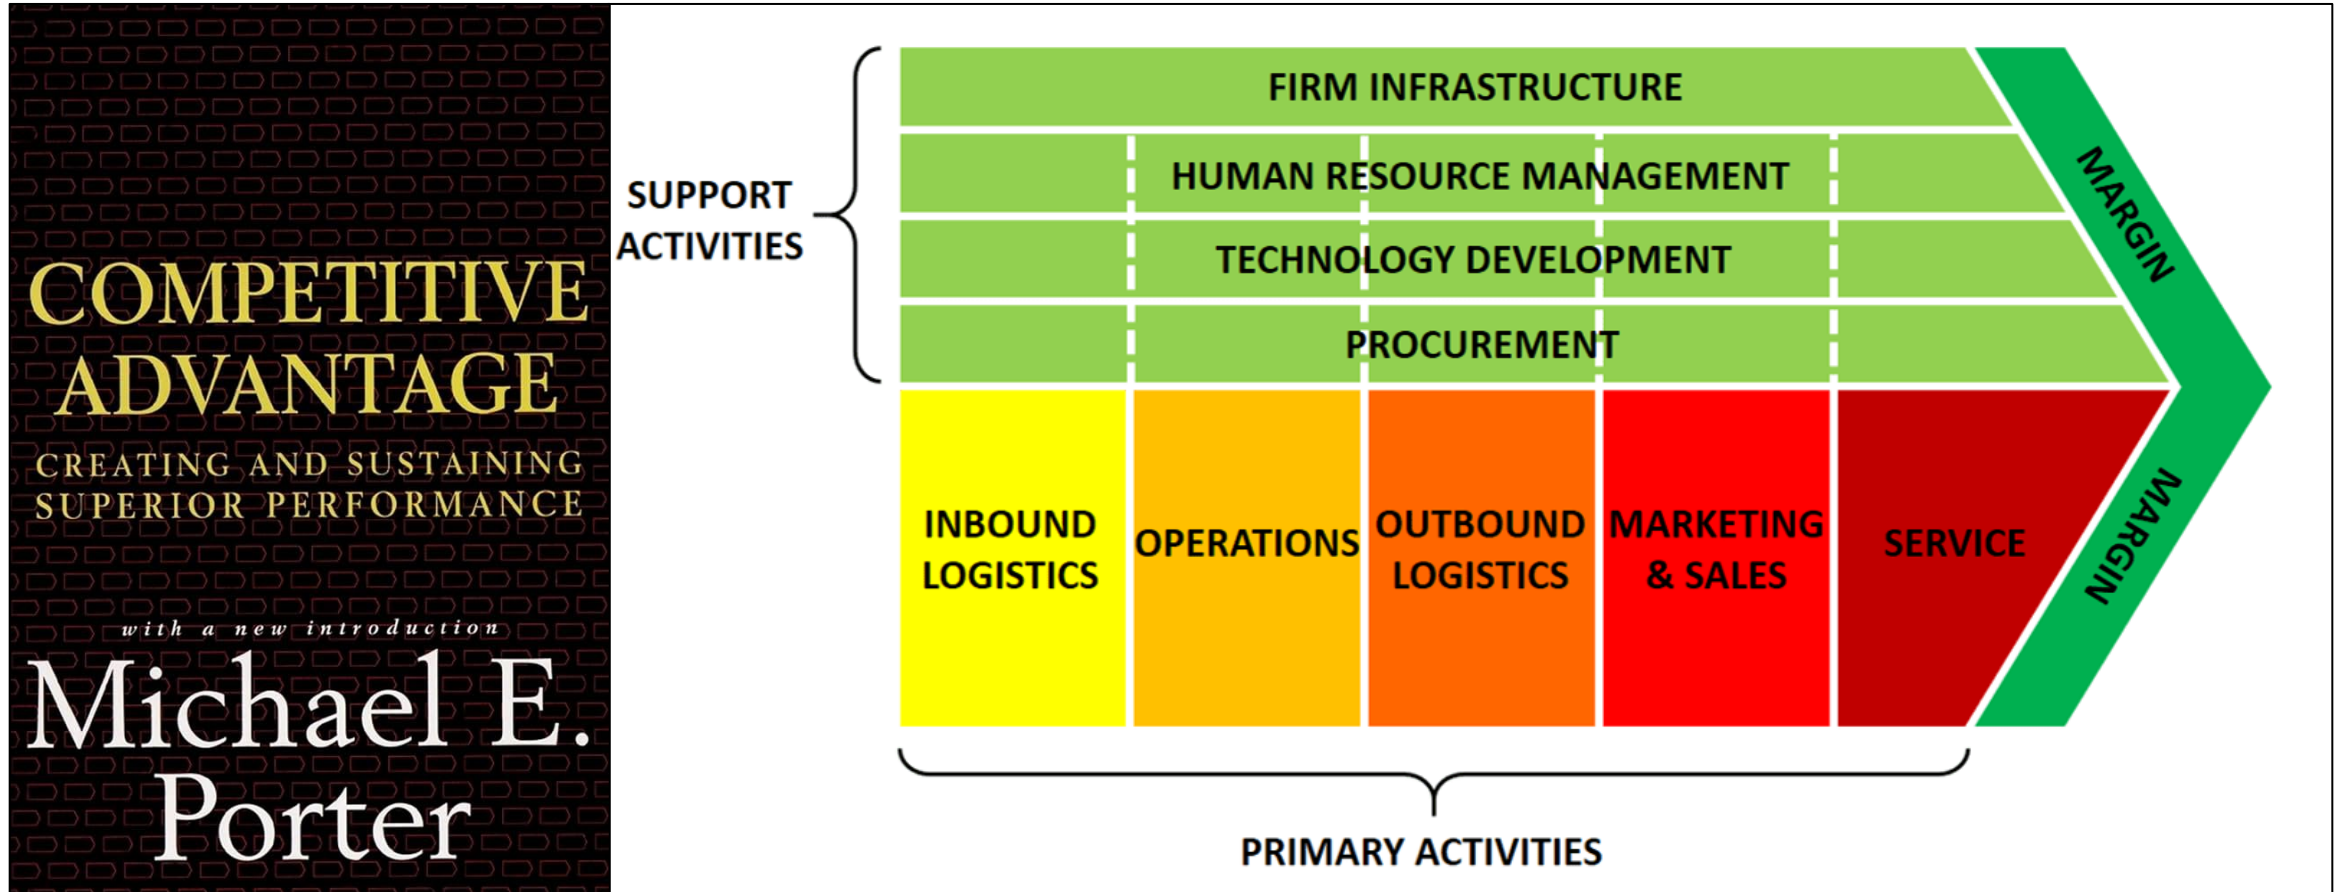 COMPETITIVE
ADVANTAGE
CREATING AND SUSTAINING
SUPERIOR PERFORMANCE
with a new introduction
Michael E.
Porter
SUPPORT
ACTIVITIES
FIRM INFRASTRUCTURE
HUMAN RESOURCE MANAGEMENT
TECHNOLOGY DEVELOPMENT
PROCUREMENT
INBOUND
LOGISTICS
OPERATIONS
OUTBOUND
LOGISTICS
MARKETING
& SALES
SERVICE
MARGIN
MARGIN
PRIMARY ACTIVITIES